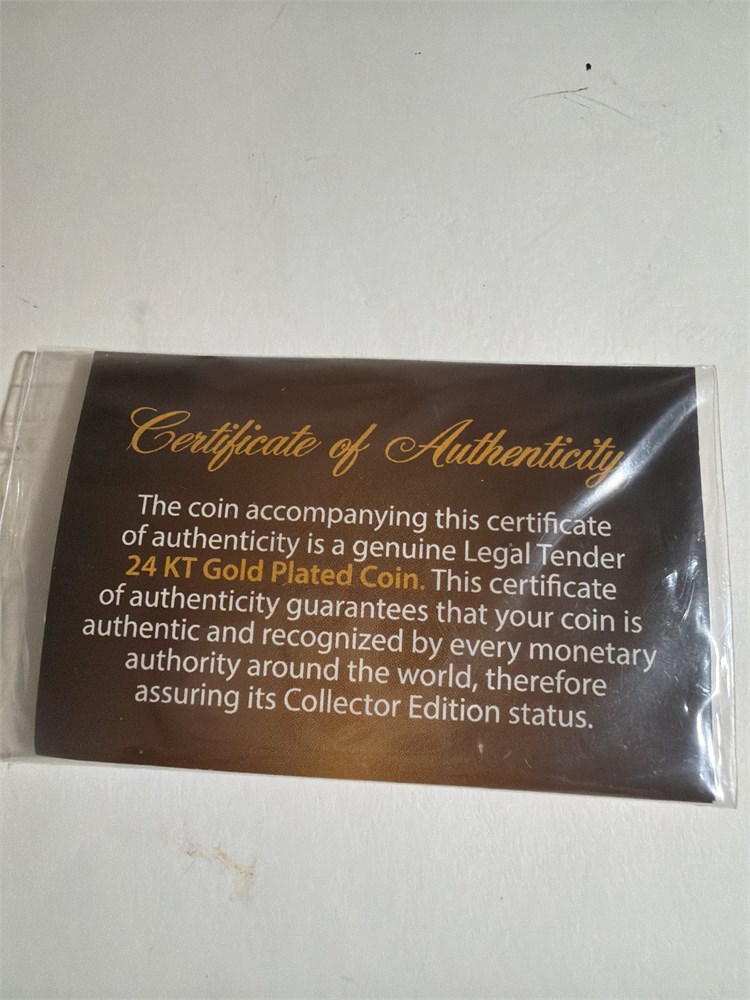 Certificate of Authenticity
The coin accompanying this certificate
of authenticity is a genuine Legal Tender
24 KT Gold Plated Coin. This certificate
of authenticity guarantees that your coin is
authentic and recognized by every monetary
authority around the world, therefore
assuring its Collector Edition status.